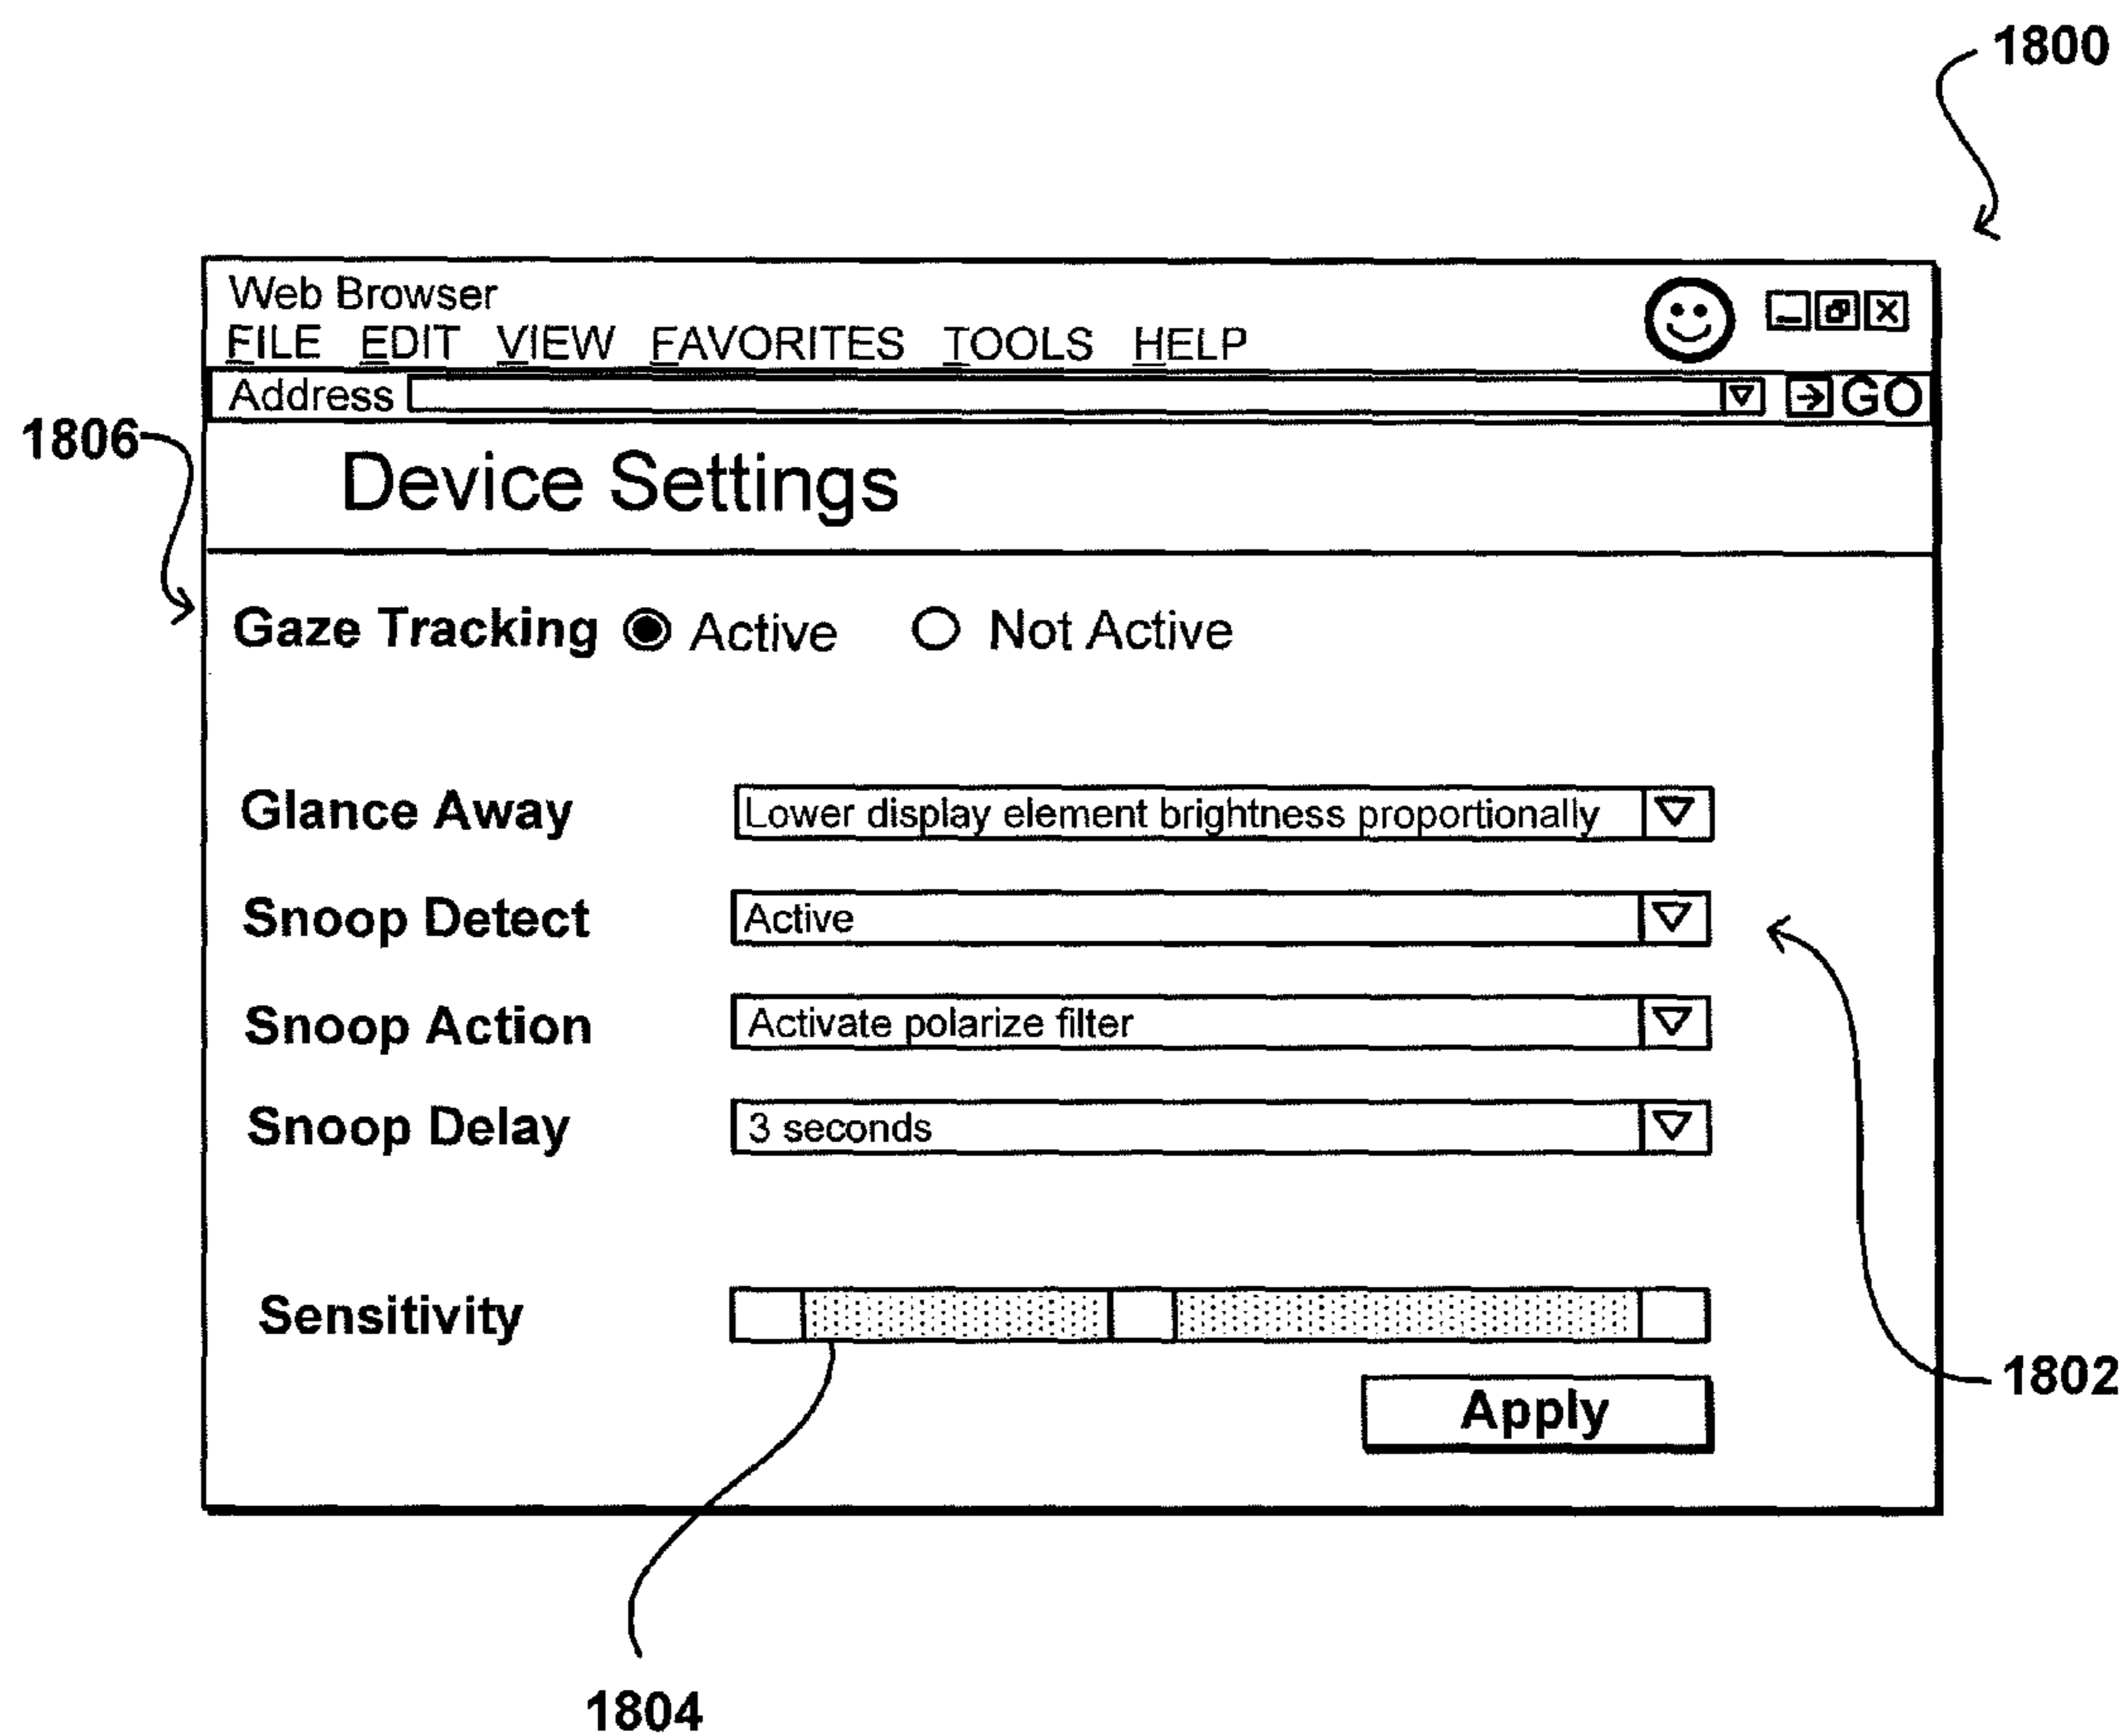 1800
Web Browser
FILE EDIT VIEW FAVORITES TOOLS HELP
Address GO
1806
Device Settings
Gaze Tracking Active Not Active
Glance Away Lower display element brightness proportionally
Snoop Detect Active
Snoop Action Activate polarize filter
Snoop Delay 3 seconds
Sensitivity
1802
Apply
1804